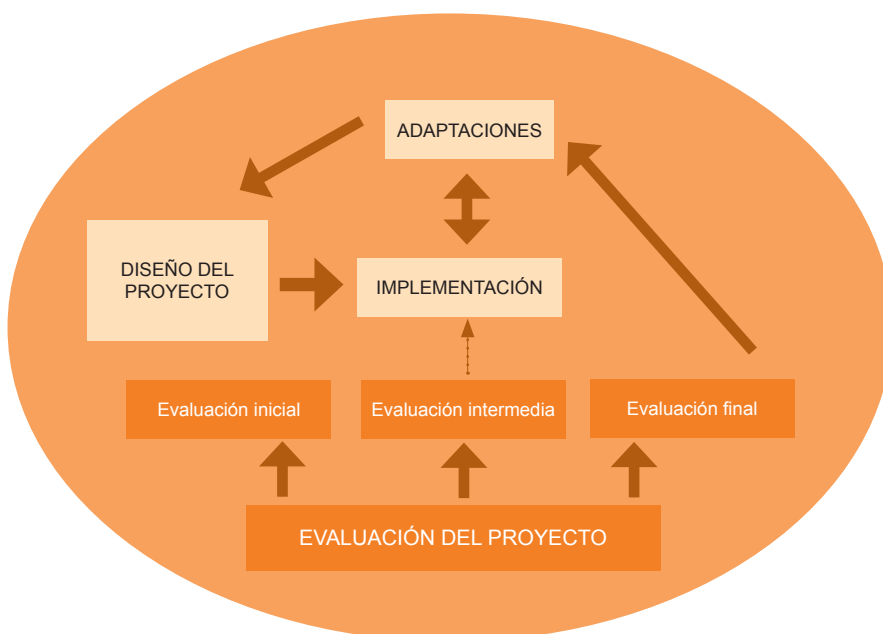 ADAPTACIONES
DISEÑO DEL
PROYECTO
IMPLEMENTACIÓN
Evaluación inicial
Evaluación intermedia
Evaluación final
EVALUACIÓN DEL PROYECTO